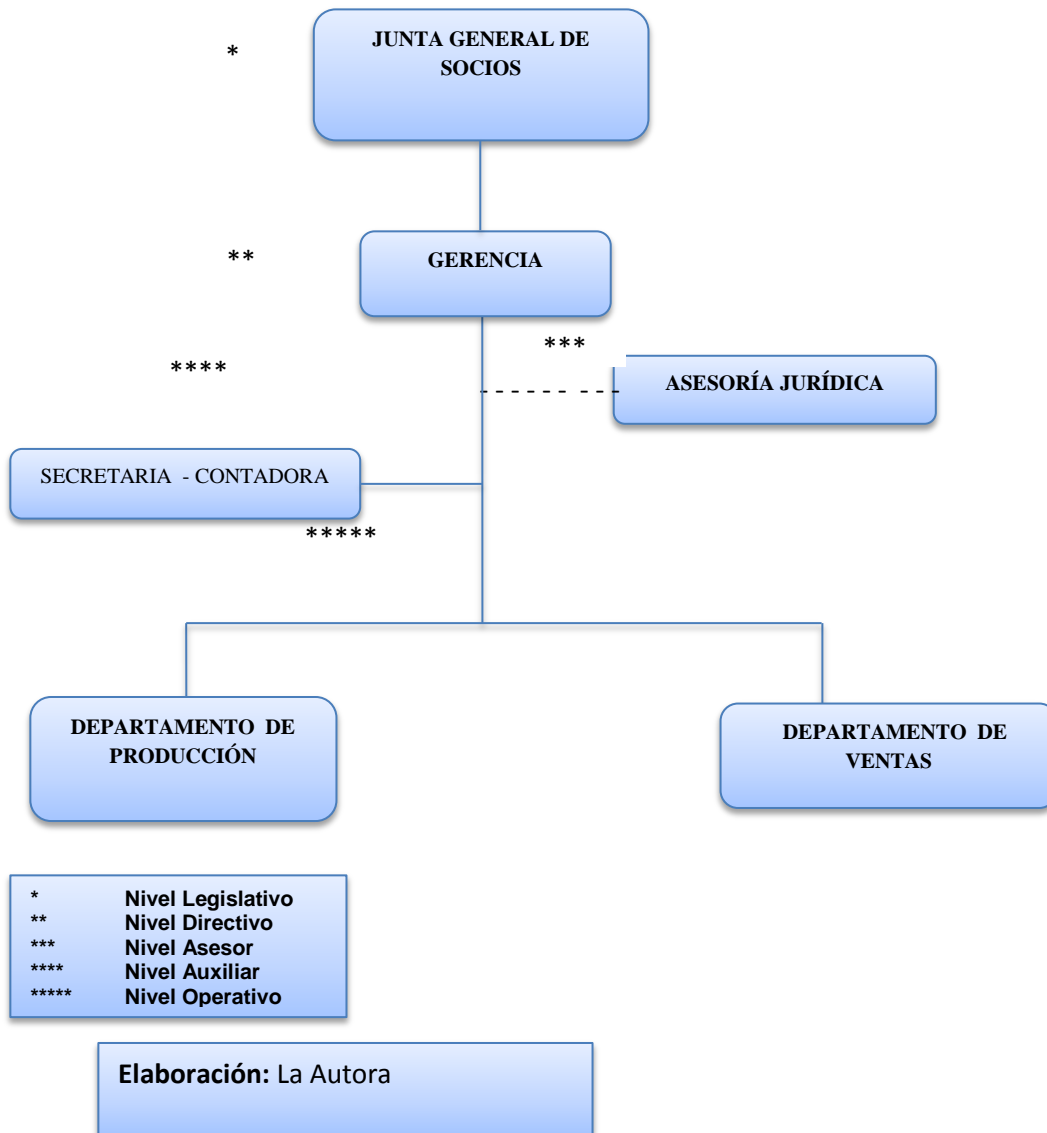 *
JUNTA GENERAL DE
SOCIOS
**
GERENCIA
***
****
ASESORÍA JURÍDICA
- - - - - -  - - -
SECRETARIA  - CONTADORA
*****
DEPARTAMENTO  DE
PRODUCCIÓN
DEPARTAMENTO  DE
VENTAS
* Nivel Legislativo
** Nivel Directivo
*** Nivel Asesor
**** Nivel Auxiliar
***** Nivel Operativo
Elaboración: La Autora